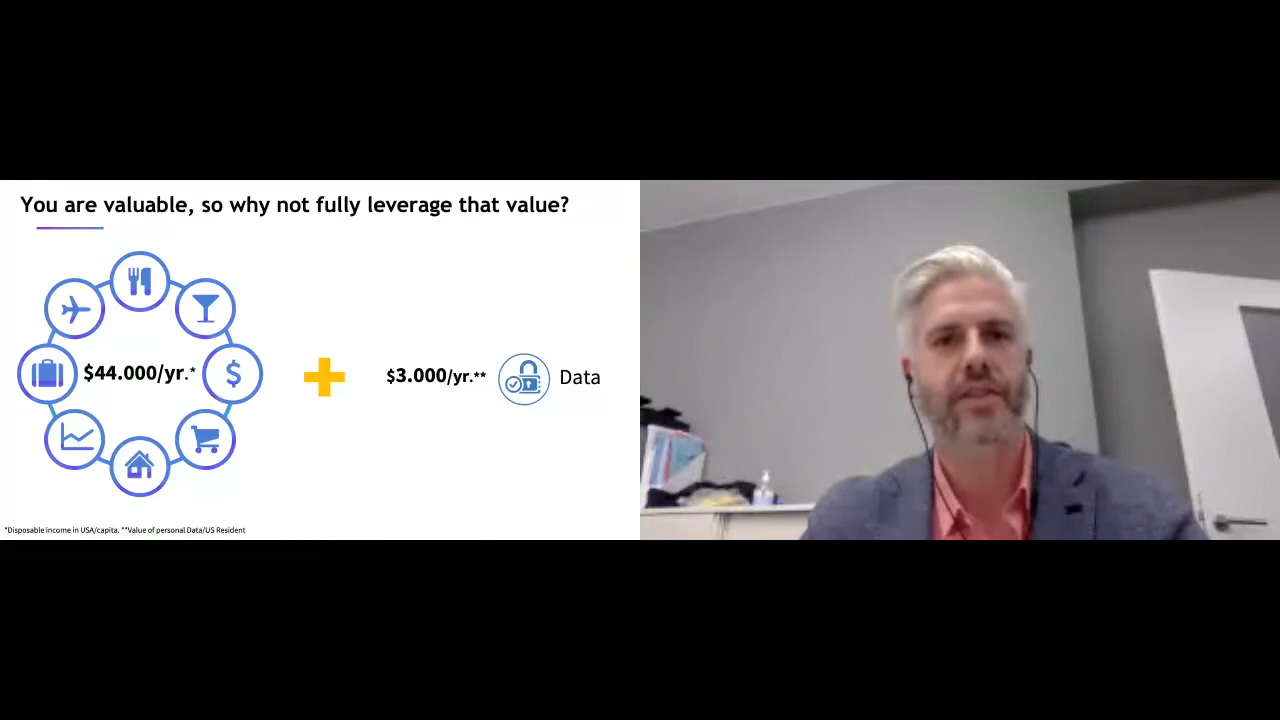 You are valuable, so why not fully leverage that value?
$44.000/yr.*
$3.000/yr.**
Data
*Disposable income in USA/capita. **Value of personal Data/US Resident